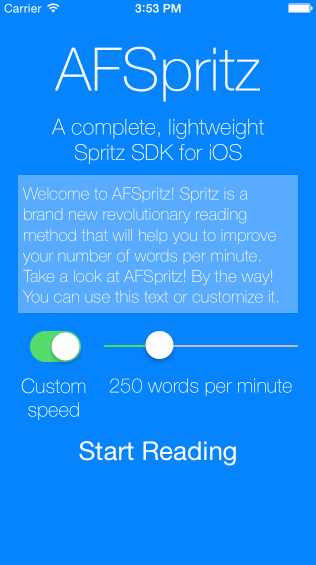 Carrier 3:53 PM
AFSpritz
A complete, lightweight
Spritz SDK for iOS
Welcome to AFSpritz! Spritz is a
brand new revolutionary reading
method that will help you to improve
your number of words per minute.
Take a look at AFSpritz! By the way!
You can use this text or customize it.
Custom
speed
250 words per minute
Start Reading